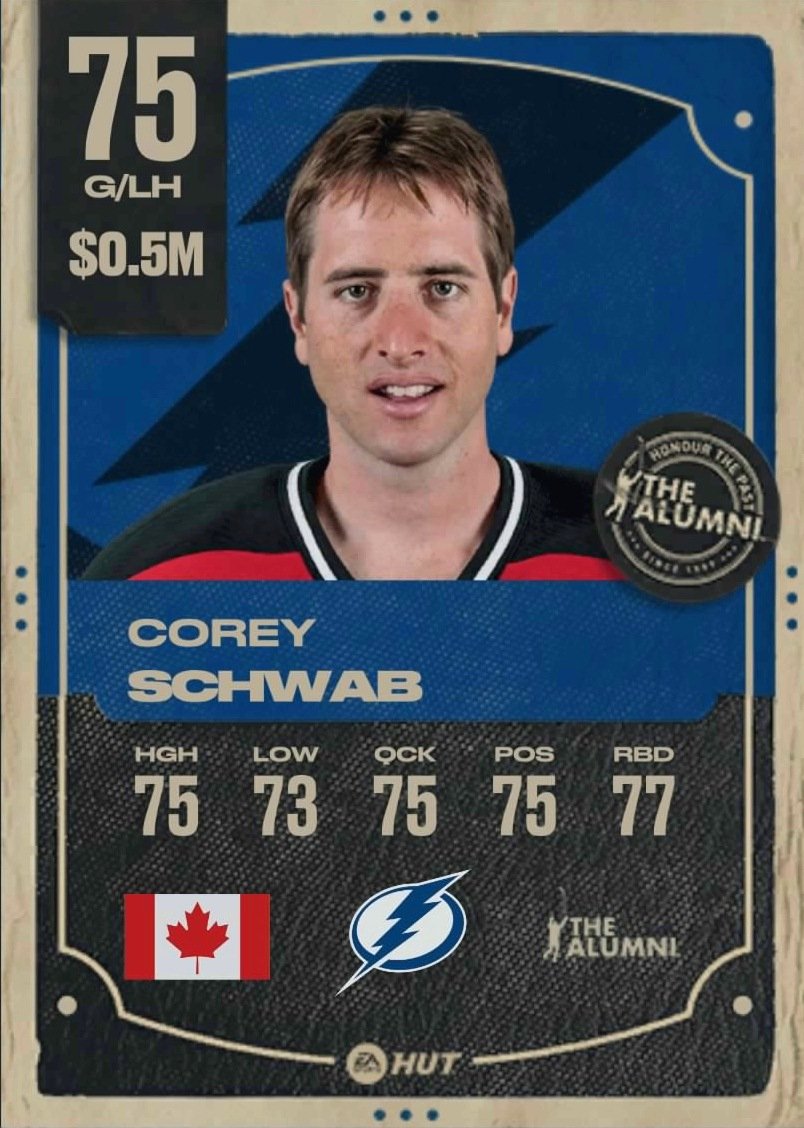 75
G/LH
$0.5M
HONOUR THE PAST
THE
ALUMNI
COREY
SCHWAB
HGH LOW QCK POS RBD
75 73 75 75 77
THE
ALUMNI
EA HUT